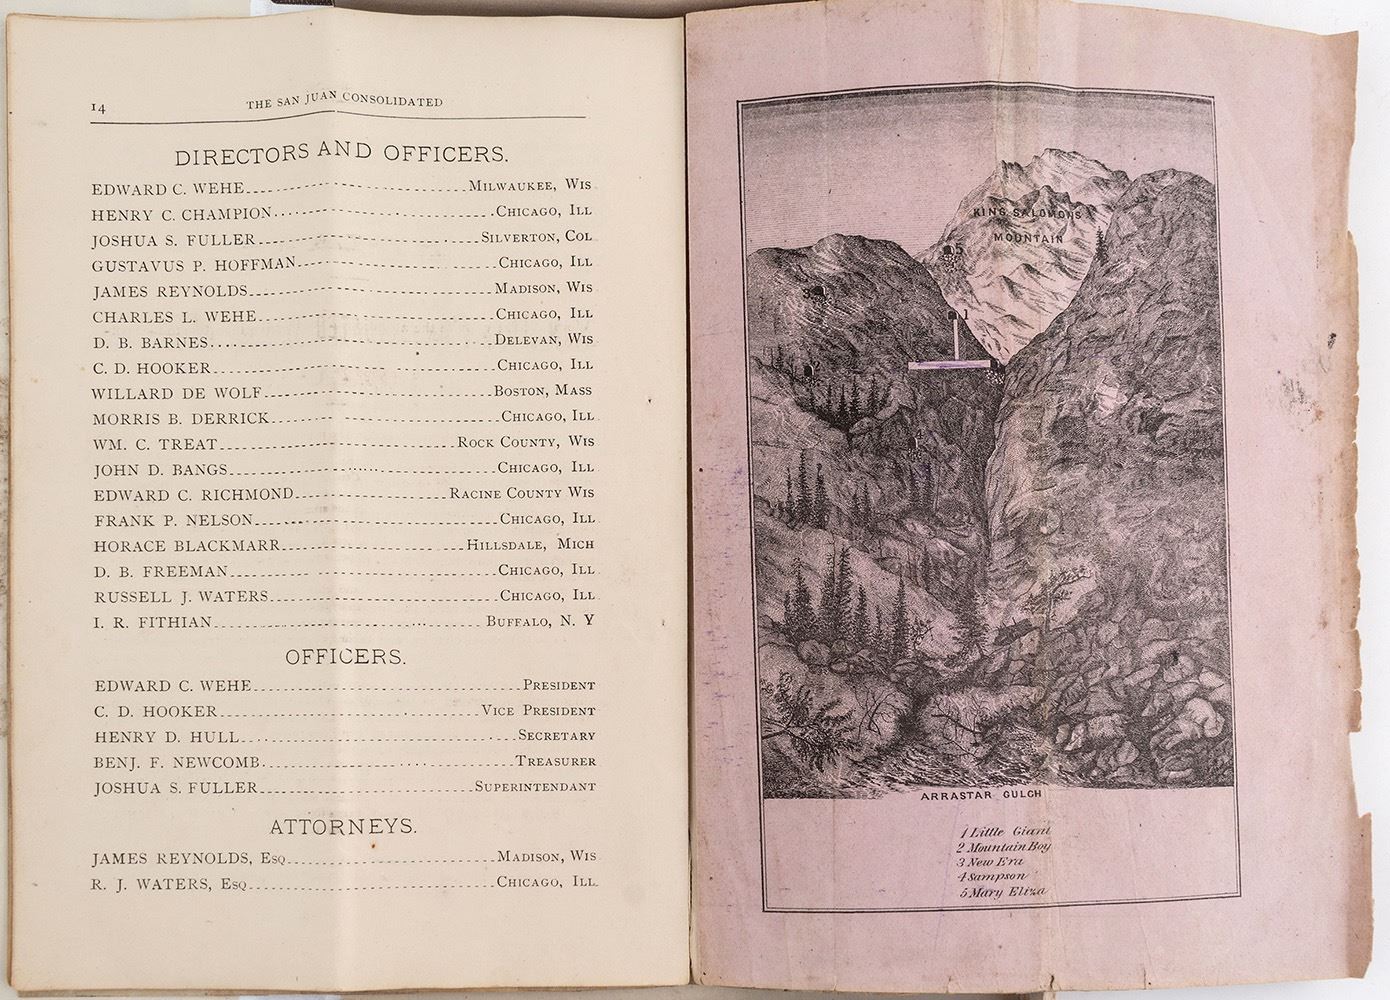 14
THE SAN JUAN CONSOLIDATED
DIRECTORS AND OFFICERS.
EDWARD C. WEHE MILWAUKEE, WIS
HENRY C. CHAMPION CHICAGO, ILL
JOSHUA S. FULLER SILVERTON, COL
GUSTAVUS P. HOFFMAN CHICAGO, ILL
JAMES REYNOLDS MADISON, WIS
CHARLES L. WEHE CHICAGO, ILL
D. B. BARNES DELEVAN, WIS
C. D. HOOKER CHICAGO, ILL
WILLARD DE WOLF BOSTON, MASS
MORRIS B. DERRICK CHICAGO, ILL
WM. C. TREAT ROCK COUNTY, WIS
JOHN D. BANGS CHICAGO, ILL
EDWARD C. RICHMOND RACINE COUNTY WIS
FRANK P. NELSON CHICAGO, ILL
HORACE BLACKMARR HILLSDALE, MICH
D. B. FREEMAN CHICAGO, ILL
RUSSELL J. WATERS CHICAGO, ILL
I. R. FITHIAN BUFFALO, N. Y
OFFICERS.
EDWARD C. WEHE PRESIDENT
C. D. HOOKER VICE PRESIDENT
HENRY D. HULL SECRETARY
BENJ. F. NEWCOMB TREASURER
JOSHUA S. FULLER SUPERINTENDANT
ATTORNEYS.
JAMES REYNOLDS, ESQ MADISON, WIS
R. J. WATERS, ESQ CHICAGO, ILL.
KING SALOMONS
MOUNTAIN
5
3
1
2
4
ARRASTAR GULCH
1 Little Giant
2 Mountain Boy
3 New Era
4 Sampson
5 Mary Eliza